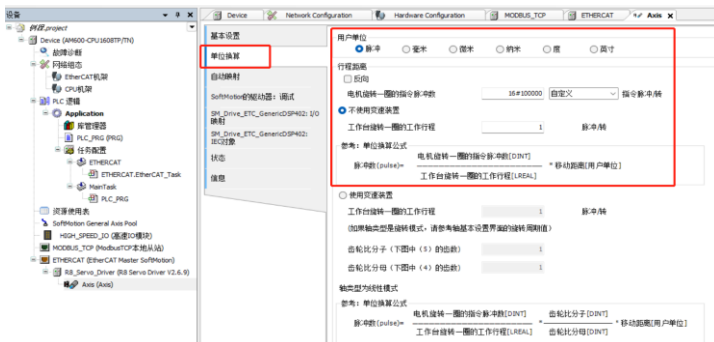 设备
Device
Network Configuration
Hardware Configuration
MODBUS_TCP
ETHERCAT
Axis
例程.project
Device (AM600-CPU1608TP/TN)
故障诊断
网络组态
EtherCAT机架
CPU机架
PLC 逻辑
Application
库管理器
PLC_PRG (PRG)
任务配置
ETHERCAT
ETHERCAT.EtherCAT_Task
MainTask
PLC_PRG
资源使用表
SoftMotion General Axis Pool
HIGH_SPEED_IO (高速IO模块)
MODBUS_TCP (ModbusTCP本地从站)
ETHERCAT (EtherCAT Master SoftMotion)
R8_Servo_Driver (R8 Servo Driver V2.6.9)
Axis (Axis)
基本设置
单位换算
自动映射
SoftMotion的驱动器: 调试
SM_Drive_ETC_GenericDSP402: I/O
映射
SM_Drive_ETC_GenericDSP402:
IEC对象
状态
信息
用户单位
脉冲 毫米 微米 纳米 度 英寸
行程距离
反向
电机旋转一圈的指令脉冲数 16#100000 自定义 指令脉冲/转
不使用变速装置
工作台旋转一圈的工作行程 1 脉冲/转
参考: 单位换算公式
电机旋转一圈的指令脉冲数[DINT]
脉冲数(pulse)= * 移动距离[用户单位]
工作台旋转一圈的工作行程[LREAL]
使用变速装置
工作台旋转一圈的工作行程 1 脉冲/转
(如果轴类型是旋转模式，请参考轴基本设置界面的旋转周期值)
齿轮比分子 (下图中 (5) 的齿数) 1
齿轮比分母 (下图中 (4) 的齿数) 1
轴类型为线性模式
参考: 单位换算公式
电机旋转一圈的指令脉冲数[DINT] 齿轮比分子[DINT]
脉冲数(pulse)= * * 移动距离[用户单位]
工作台旋转一圈的工作行程[LREAL] 齿轮比分母[DINT]